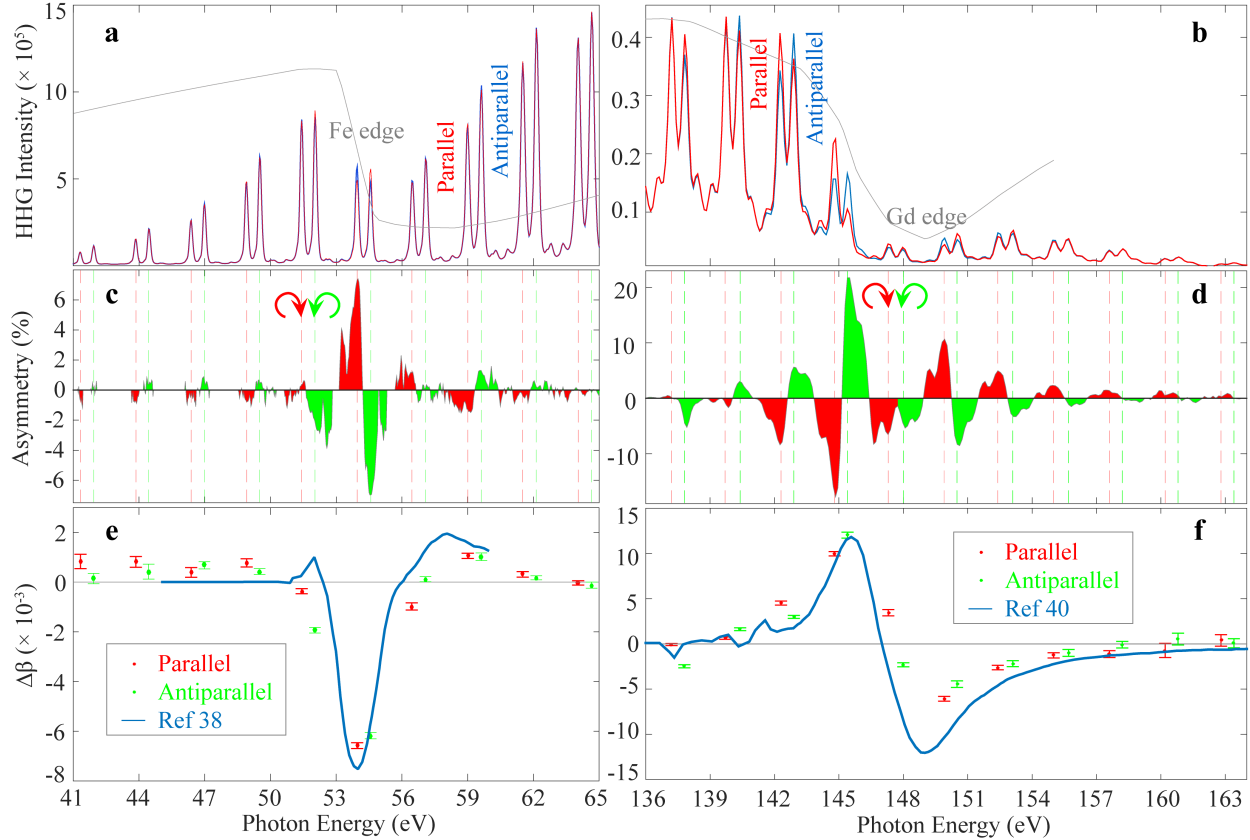 a
HHG Intensity (× 10⁵)
15
10
5
Fe edge
Parallel
Antiparallel
b
0.4
0.3
0.2
0.1
Parallel
Antiparallel
Gd edge
c
Asymmetry (%)
6
4
2
0
-2
-4
-6
d
20
10
0
-10
e
Δβ (× 10⁻³)
2
0
-2
-4
-6
-8
Parallel
Antiparallel
Ref 38
41 44 47 50 53 56 59 62 65
Photon Energy (eV)
f
15
10
5
0
-5
-10
-15
Parallel
Antiparallel
Ref 40
136 139 142 145 148 151 154 157 160 163
Photon Energy (eV)